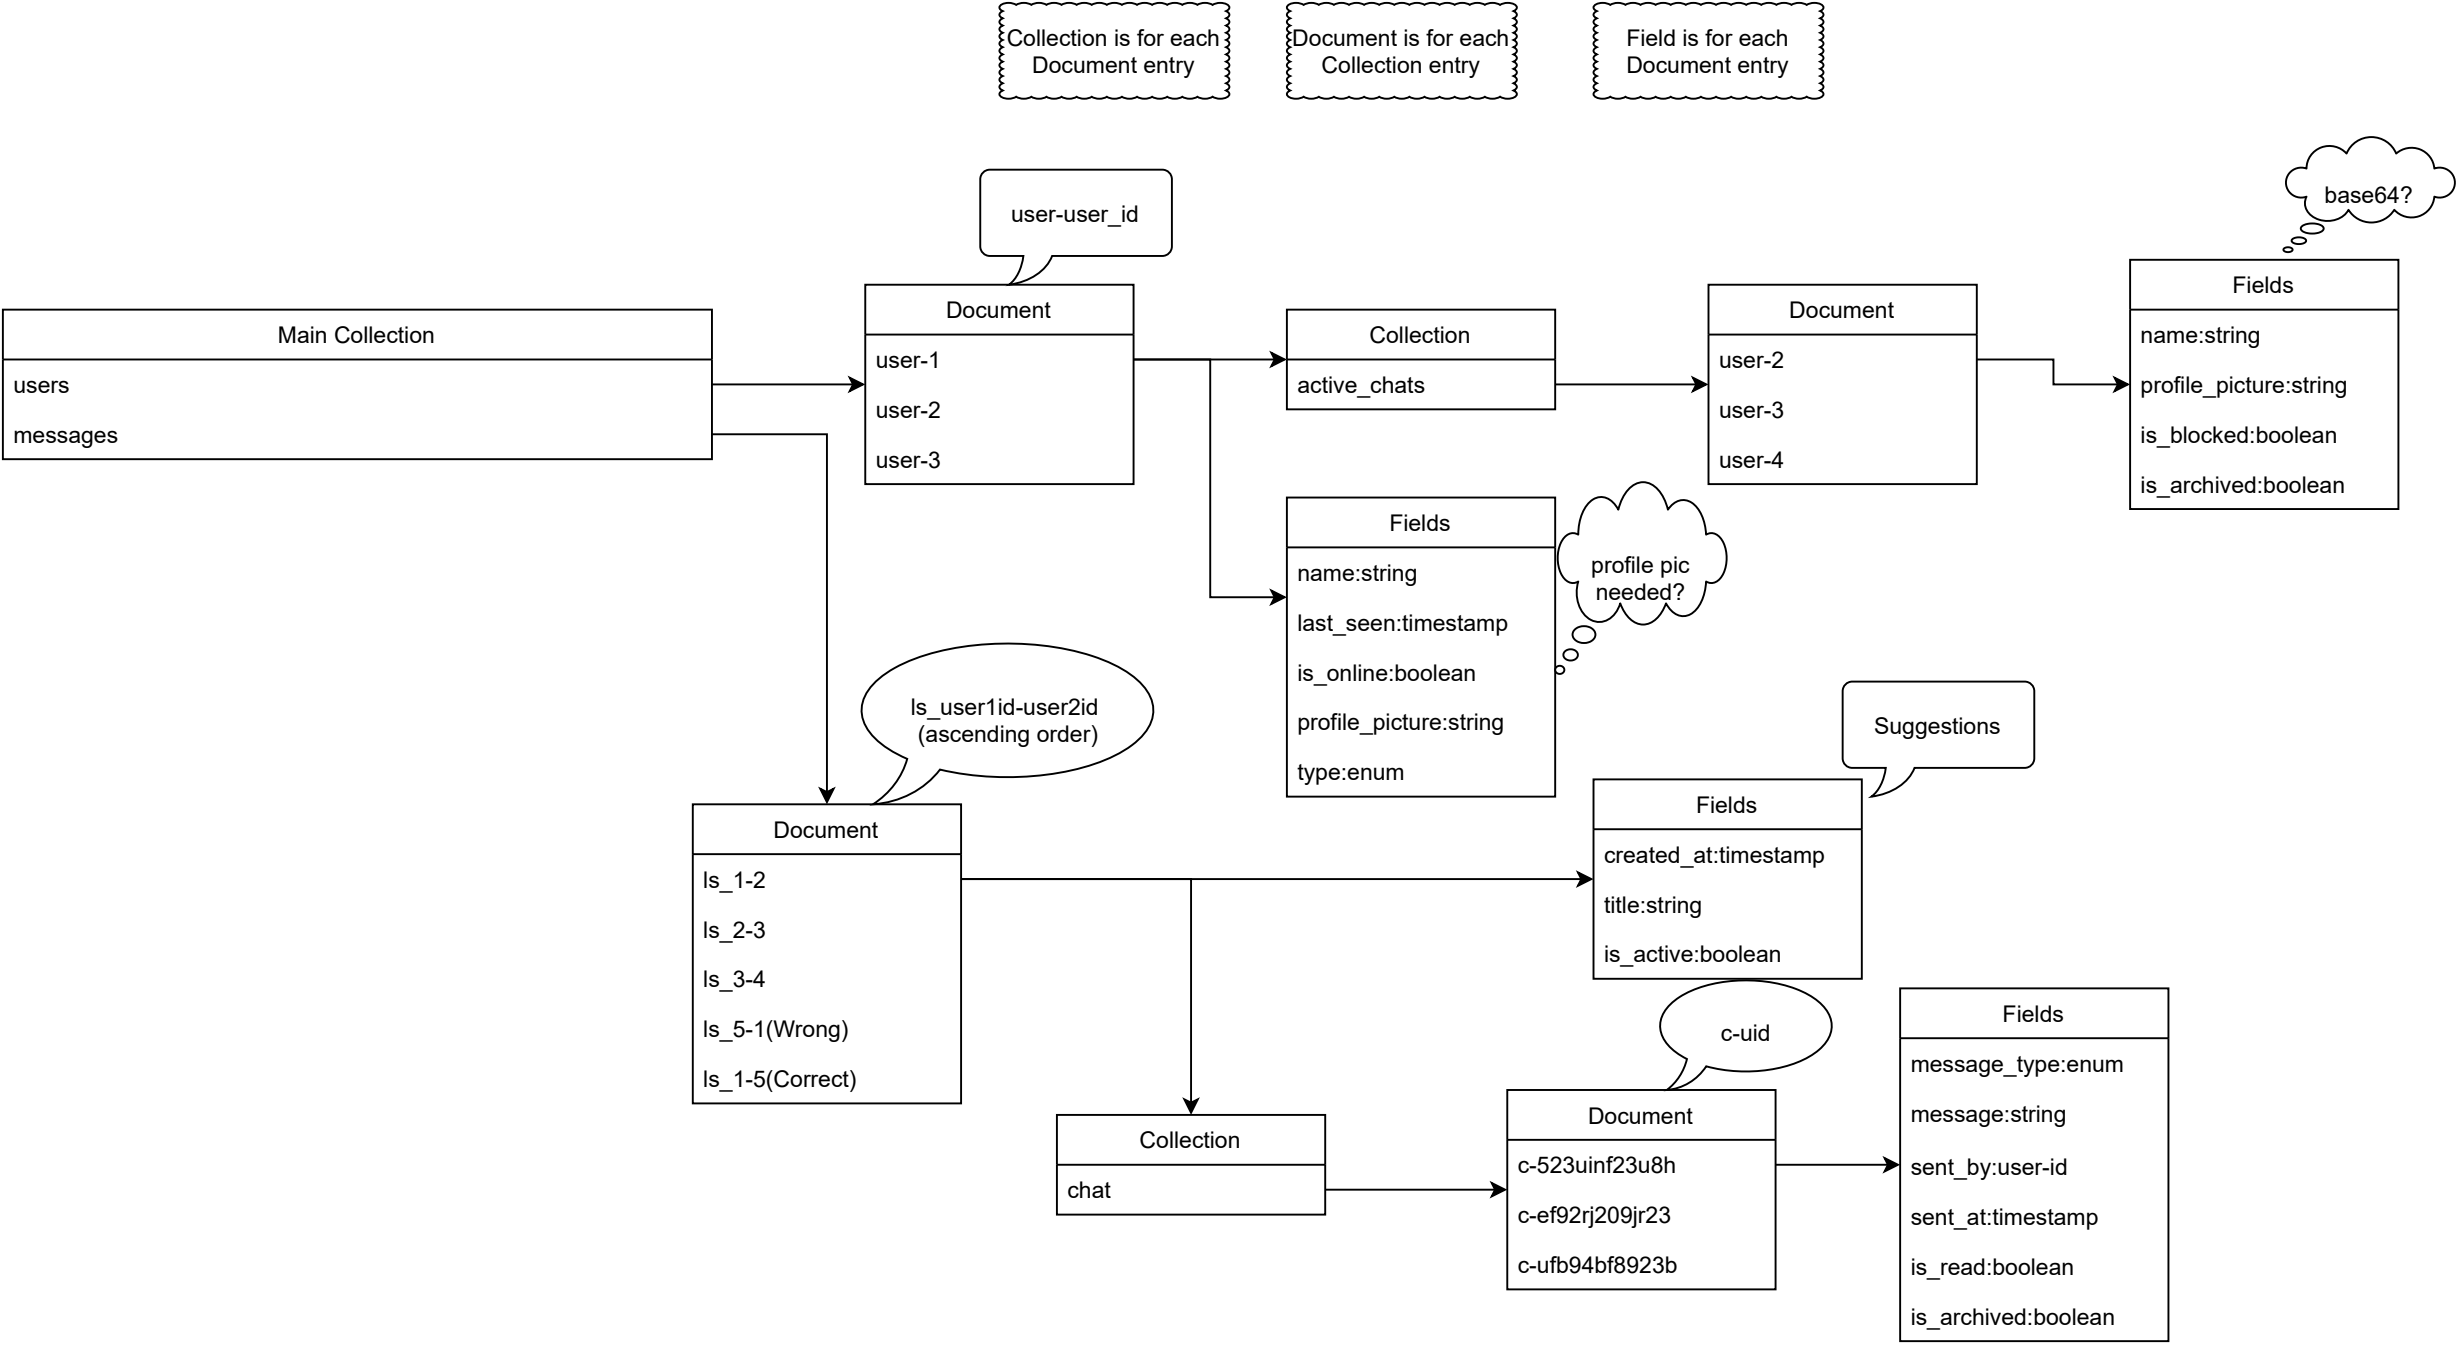 Collection is for each
Document entry
Document is for each
Collection entry
Field is for each
Document entry
base64?
user-user_id
Main Collection
users
messages
Document
user-1
user-2
user-3
Collection
active_chats
Document
user-2
user-3
user-4
Fields
name:string
profile_picture:string
is_blocked:boolean
is_archived:boolean
Fields
name:string
last_seen:timestamp
is_online:boolean
profile_picture:string
type:enum
profile pic
needed?
ls_user1id-user2id
(ascending order)
Suggestions
Document
ls_1-2
ls_2-3
ls_3-4
ls_5-1(Wrong)
ls_1-5(Correct)
Fields
created_at:timestamp
title:string
is_active:boolean
c-uid
Collection
chat
Document
c-523uinf23u8h
c-ef92rj209jr23
c-ufb94bf8923b
Fields
message_type:enum
message:string
sent_by:user-id
sent_at:timestamp
is_read:boolean
is_archived:boolean